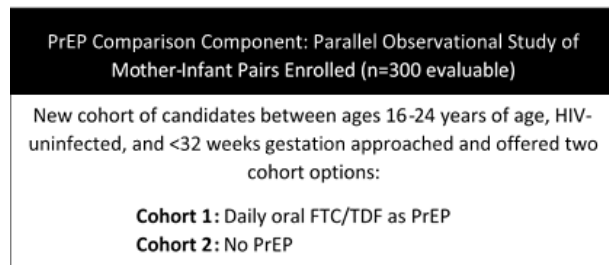 PrEP Comparison Component: Parallel Observational Study of
Mother-Infant Pairs Enrolled (n=300 evaluable)
New cohort of candidates between ages 16-24 years of age, HIV-
uninfected, and <32 weeks gestation approached and offered two
cohort options:
Cohort 1: Daily oral FTC/TDF as PrEP
Cohort 2: No PrEP